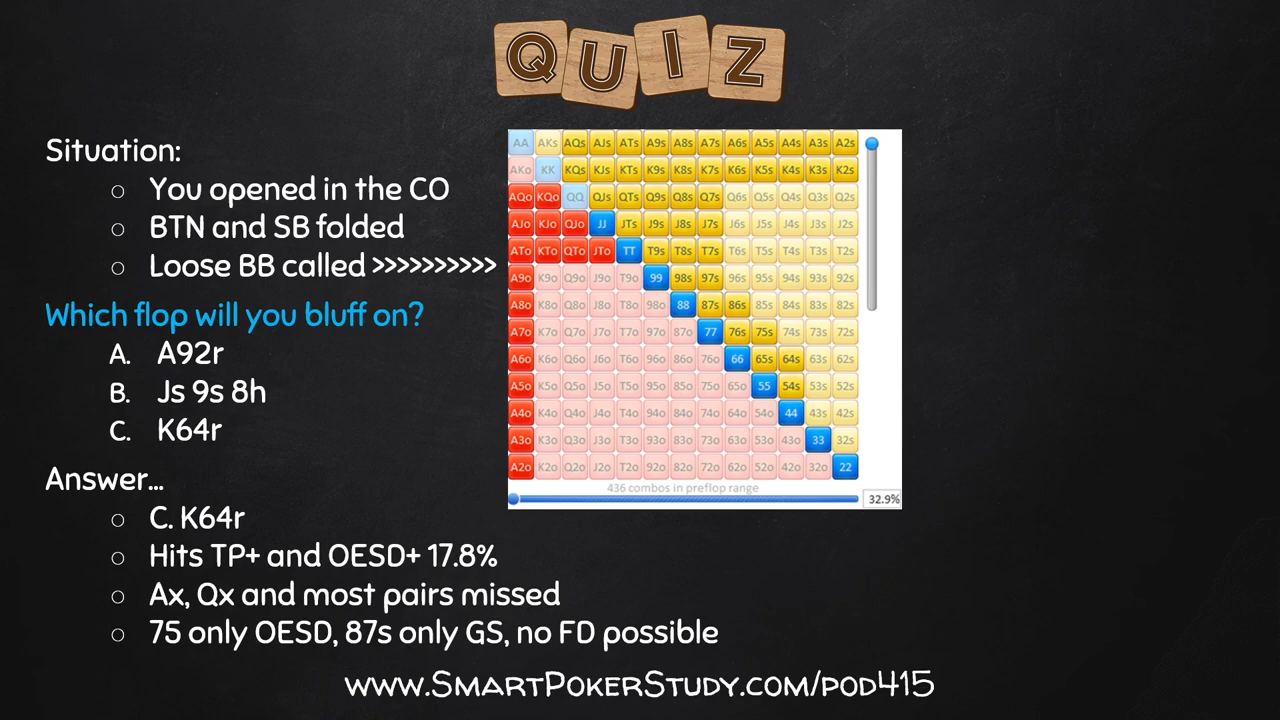 QUIZ
Situation:
○ You opened in the CO
○ BTN and SB folded
○ Loose BB called >>>>>>>>>>
Which flop will you bluff on?
A. A92r
B. Js 9s 8h
C. K64r
Answer...
○ C. K64r
○ Hits TP+ and OESD+ 17.8%
○ Ax, Qx and most pairs missed
○ 75 only OESD, 87s only GS, no FD possible
AA AKs AQs AJs ATs A9s A8s A7s A6s A5s A4s A3s A2s
AKo KK KQs KJs KTs K9s K8s K7s K6s K5s K4s K3s K2s
AQo KQo QQ QJs QTs Q9s Q8s Q7s Q6s Q5s Q4s Q3s Q2s
AJo KJo QJo JJ JTs J9s J8s J7s J6s J5s J4s J3s J2s
ATo KTo QTo JTo TT T9s T8s T7s T6s T5s T4s T3s T2s
A9o K9o Q9o J9o T9o 99 98s 97s 96s 95s 94s 93s 92s
A8o K8o Q8o J8o T8o 98o 88 87s 86s 85s 84s 83s 82s
A7o K7o Q7o J7o T7o 97o 87o 77 76s 75s 74s 73s 72s
A6o K6o Q6o J6o T6o 96o 86o 76o 66 65s 64s 63s 62s
A5o K5o Q5o J5o T5o 95o 85o 75o 65o 55 54s 53s 52s
A4o K4o Q4o J4o T4o 94o 84o 74o 64o 54o 44 43s 42s
A3o K3o Q3o J3o T3o 93o 83o 73o 63o 53o 43o 33 32s
A2o K2o Q2o J2o T2o 92o 82o 72o 62o 52o 42o 32o 22
436 combos in preflop range
32.9%
www.SmartPokerStudy.com/pod415